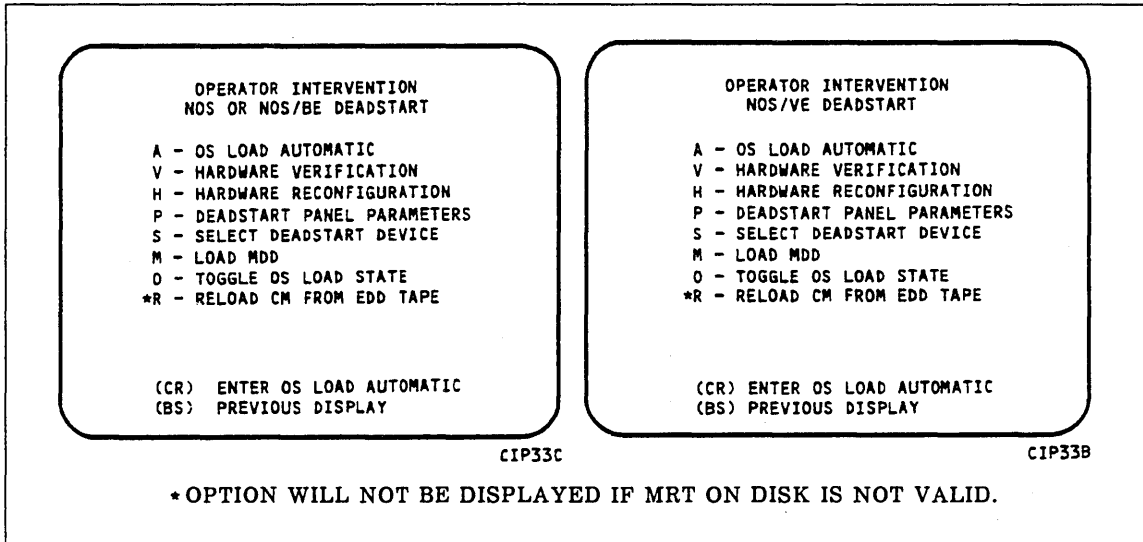 OPERATOR INTERVENTION
NOS OR NOS/BE DEADSTART
A - OS LOAD AUTOMATIC
V - HARDWARE VERIFICATION
H - HARDWARE RECONFIGURATION
P - DEADSTART PANEL PARAMETERS
S - SELECT DEADSTART DEVICE
M - LOAD MDD
O - TOGGLE OS LOAD STATE
*R - RELOAD CM FROM EDD TAPE
(CR) ENTER OS LOAD AUTOMATIC
(BS) PREVIOUS DISPLAY
CIP33C
OPERATOR INTERVENTION
NOS/VE DEADSTART
A - OS LOAD AUTOMATIC
V - HARDWARE VERIFICATION
H - HARDWARE RECONFIGURATION
P - DEADSTART PANEL PARAMETERS
S - SELECT DEADSTART DEVICE
M - LOAD MDD
O - TOGGLE OS LOAD STATE
*R - RELOAD CM FROM EDD TAPE
(CR) ENTER OS LOAD AUTOMATIC
(BS) PREVIOUS DISPLAY
CIP33B
*OPTION WILL NOT BE DISPLAYED IF MRT ON DISK IS NOT VALID.